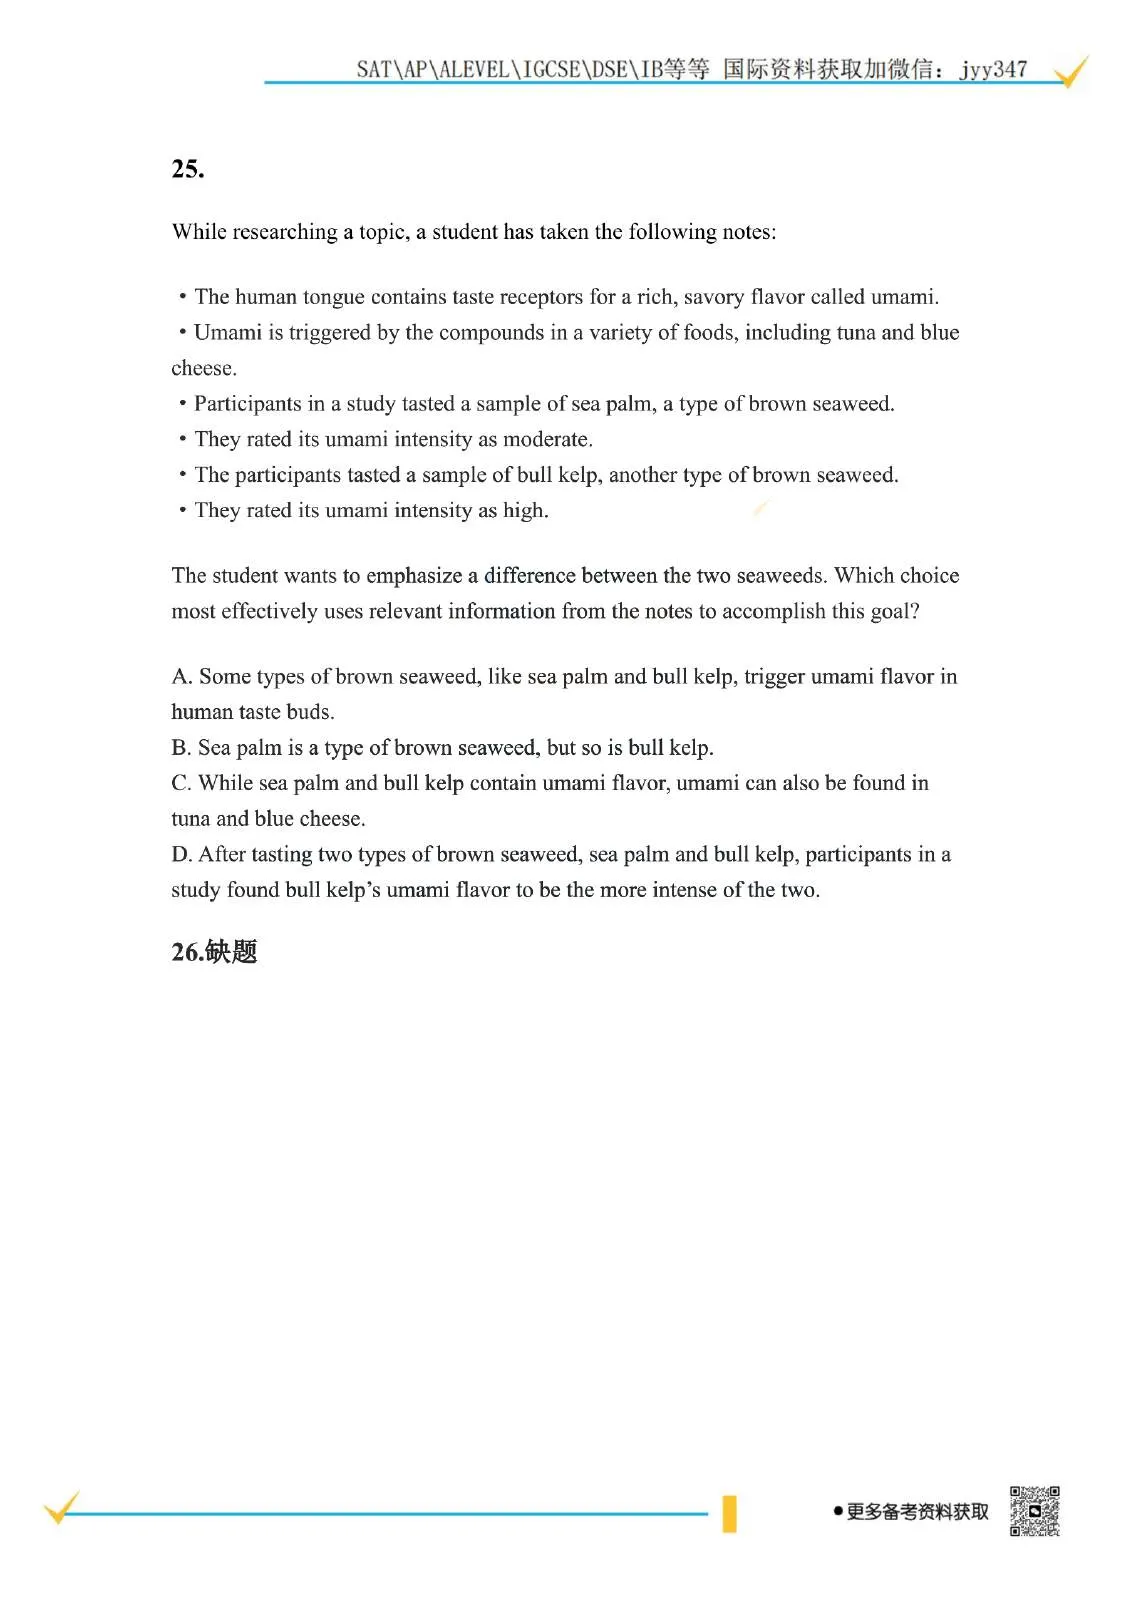 SAT\AP\ALEVEL\IGCSE\DSE\IB等等 国际资料获取加微信：jyy347
25.
While researching a topic, a student has taken the following notes:
·The human tongue contains taste receptors for a rich, savory flavor called umami.
·Umami is triggered by the compounds in a variety of foods, including tuna and blue
cheese.
·Participants in a study tasted a sample of sea palm, a type of brown seaweed.
·They rated its umami intensity as moderate.
·The participants tasted a sample of bull kelp, another type of brown seaweed.
·They rated its umami intensity as high.
The student wants to emphasize a difference between the two seaweeds. Which choice
most effectively uses relevant information from the notes to accomplish this goal?
A. Some types of brown seaweed, like sea palm and bull kelp, trigger umami flavor in
human taste buds.
B. Sea palm is a type of brown seaweed, but so is bull kelp.
C. While sea palm and bull kelp contain umami flavor, umami can also be found in
tuna and blue cheese.
D. After tasting two types of brown seaweed, sea palm and bull kelp, participants in a
study found bull kelp’s umami flavor to be the more intense of the two.
26.缺题
●更多备考资料获取